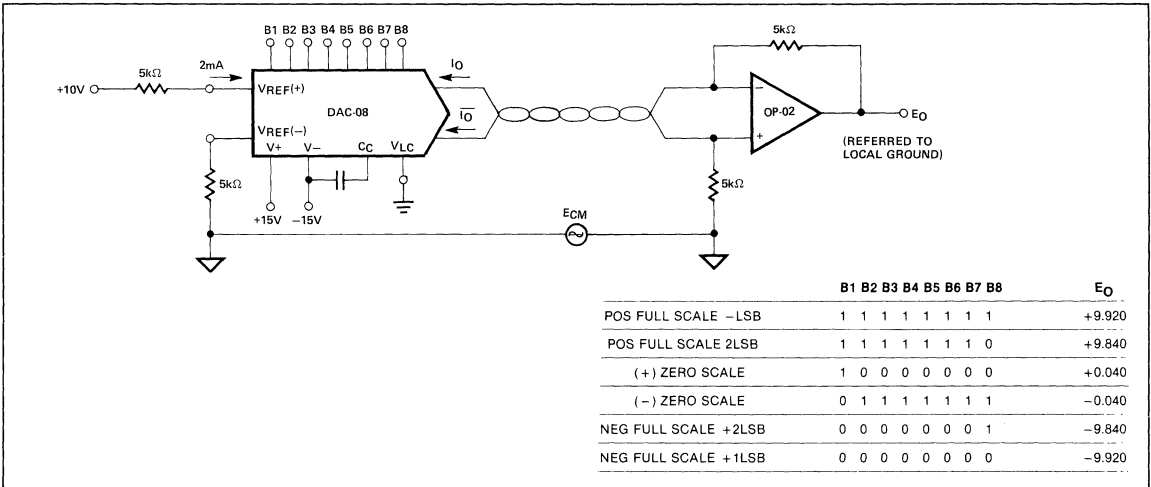 B1 B2 B3 B4 B5 B6 B7 B8
5kΩ
2mA
IO
5kΩ
+10V
VREF(+)
DAC-08
IO
VREF(-)
V+ V- CC VLC
OP-02
EO
(REFERRED TO
LOCAL GROUND)
5kΩ
5kΩ
+15V -15V
ECM
B1 B2 B3 B4 B5 B6 B7 B8 EO
POS FULL SCALE -LSB 1 1 1 1 1 1 1 1 +9.920
POS FULL SCALE 2LSB 1 1 1 1 1 1 1 0 +9.840
(+) ZERO SCALE 1 0 0 0 0 0 0 0 +0.040
(-) ZERO SCALE 0 1 1 1 1 1 1 1 -0.040
NEG FULL SCALE +2LSB 0 0 0 0 0 0 0 1 -9.840
NEG FULL SCALE +1LSB 0 0 0 0 0 0 0 0 -9.920